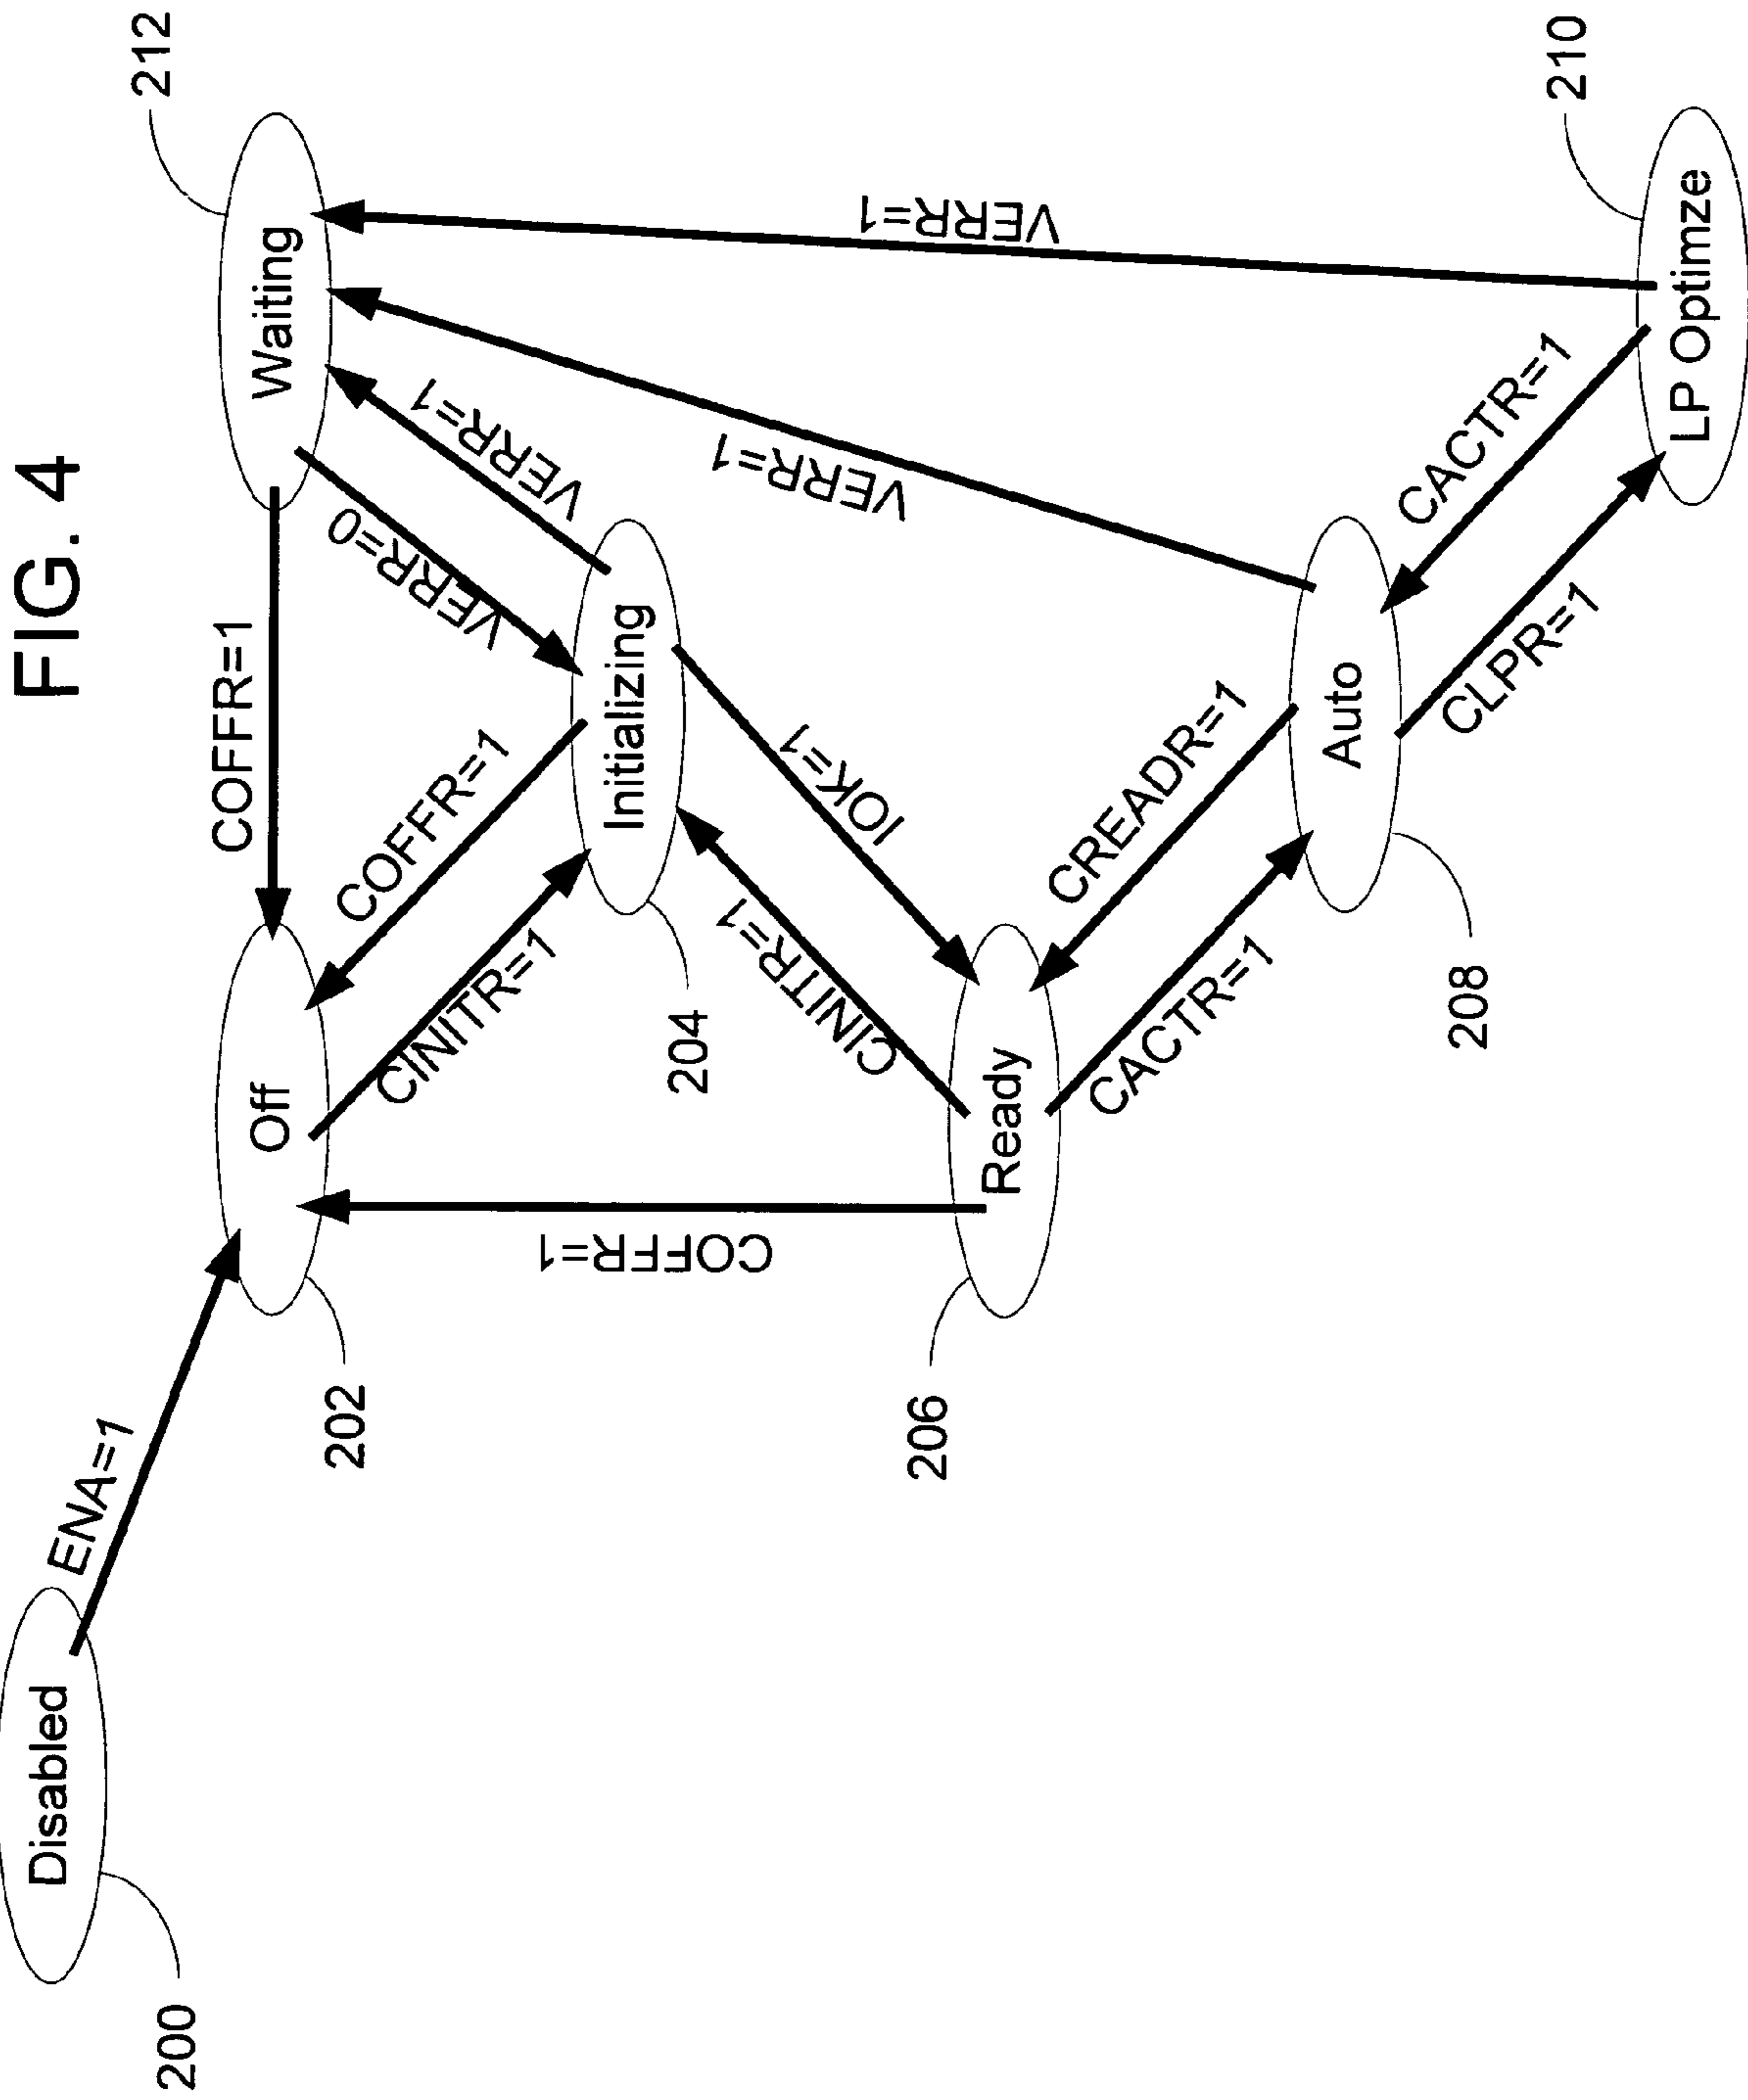 FIG. 4
Disabled
200
ENA=1
Off
202
COFFR=1
Waiting
212
CINITR=1
COFFR=1
VERR=0
VERR=1
Initializing
204
COFFR=1
CINITR=1
IOK=1
VERR=1
VERR=1
Ready
206
CACTR=1
CREADR=1
Auto
208
CLPR=1
CACTR=1
LP Optimze
210